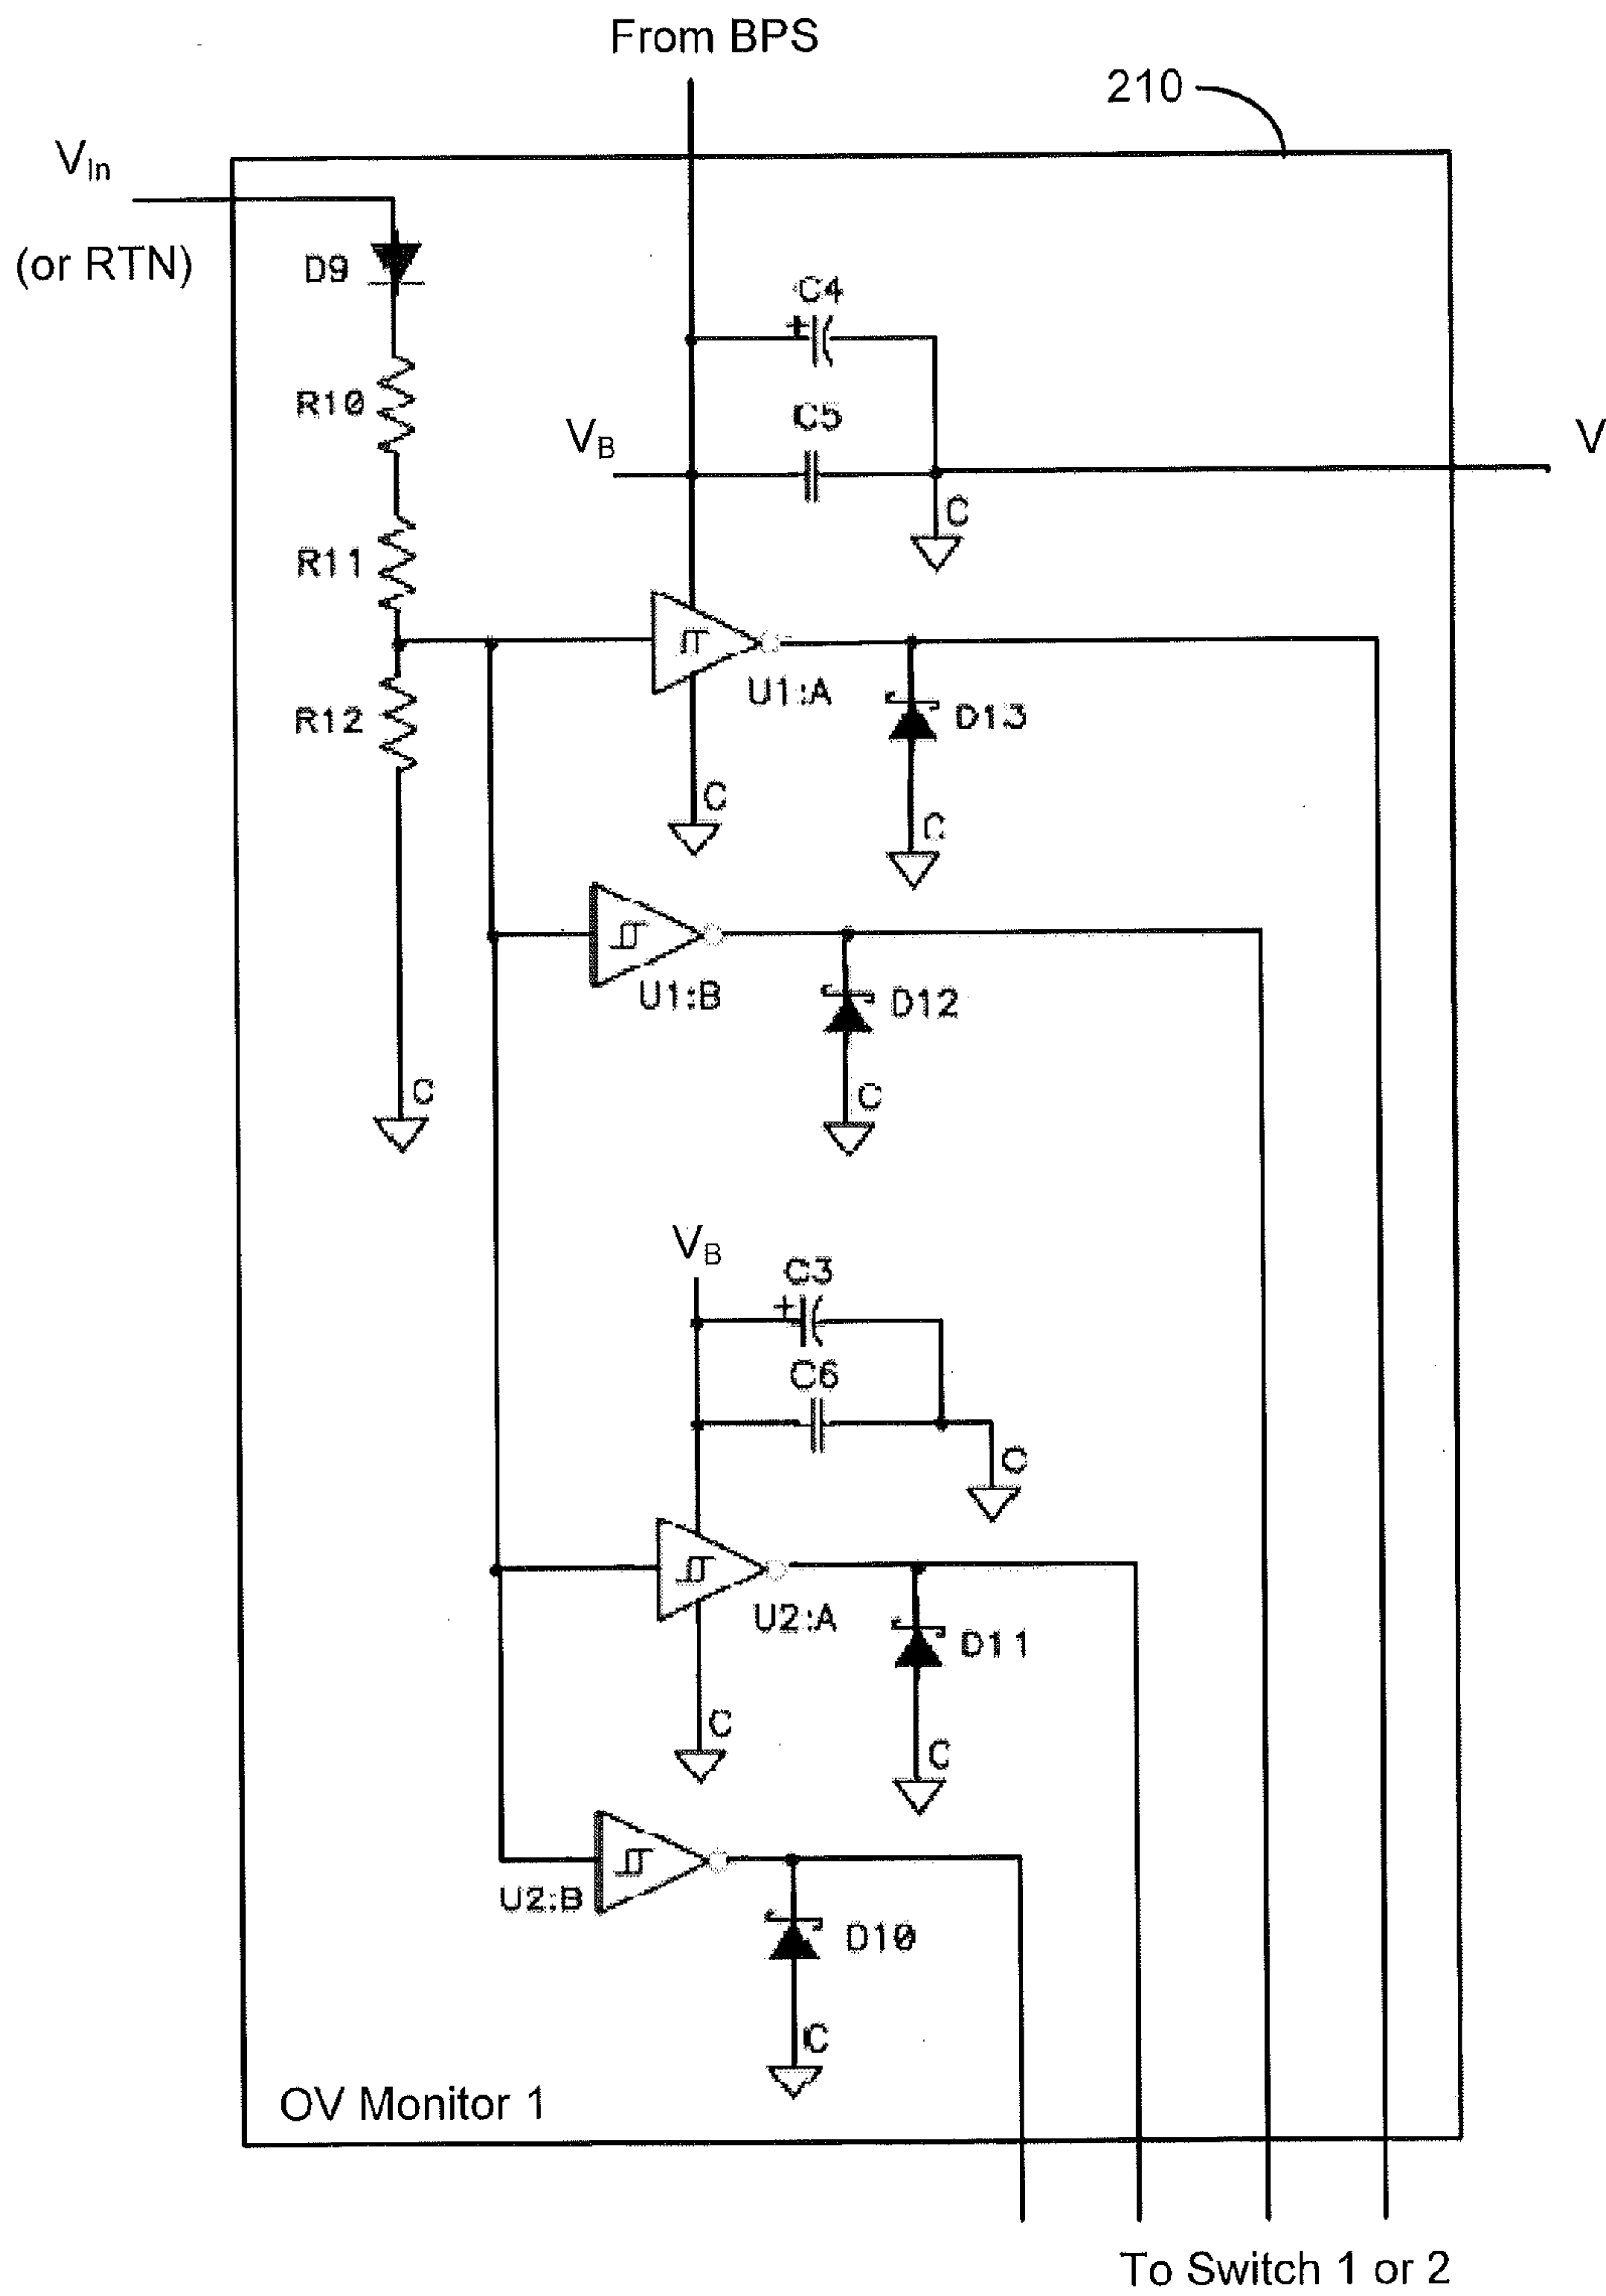 From BPS
210
VIn
(or RTN)
D9
C4
R10
C5
VB
V
C
R11
U1:A
R12
D13
C
C
U1:B
D12
C
C
VB
C3
C6
C
U2:A
D11
C
C
U2:B
D10
C
OV Monitor 1
To Switch 1 or 2